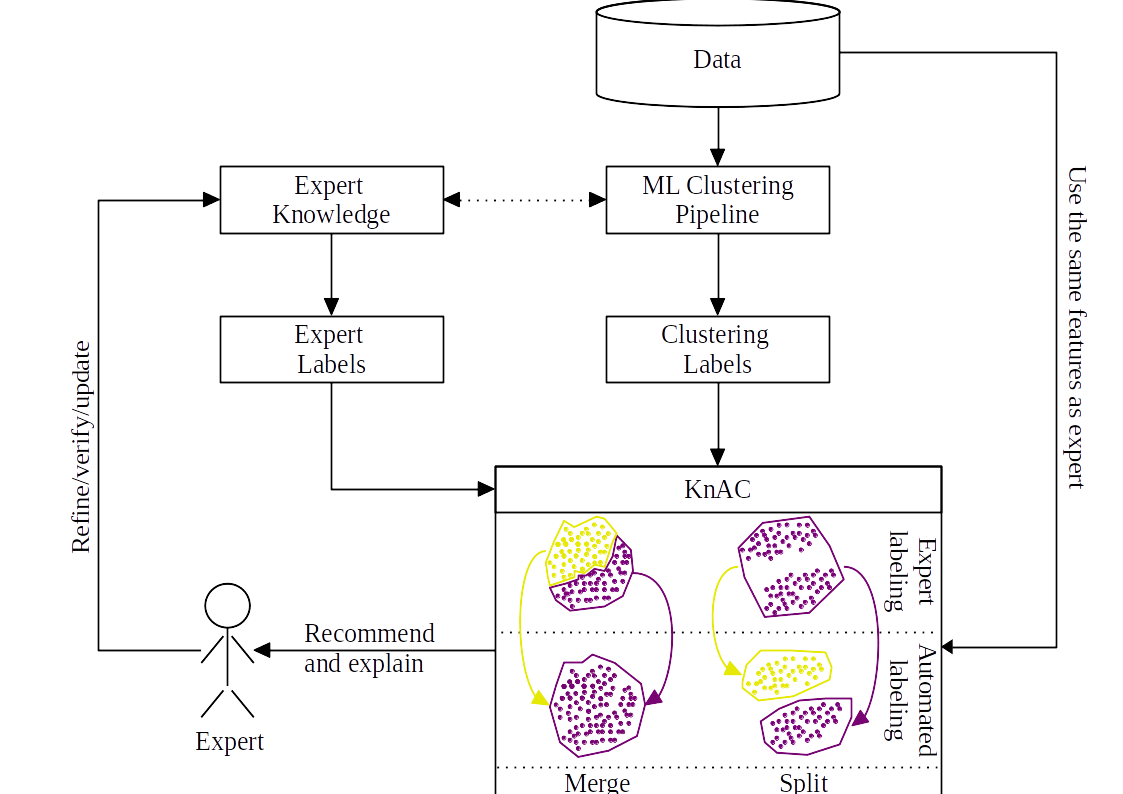 Data
Expert
Knowledge
ML Clustering
Pipeline
Use the same features as expert
Expert
Labels
Clustering
Labels
Refine/verify/update
KnAC
Expert
labeling
Recommend
and explain
Automated
labeling
Expert
Merge
Split